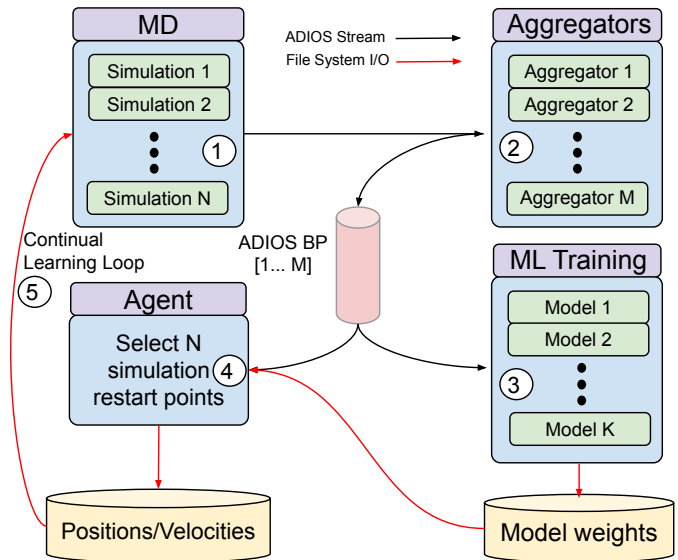 MD
Simulation 1
Simulation 2
1
Simulation N
ADIOS Stream
File System I/O
Aggregators
Aggregator 1
Aggregator 2
2
Aggregator M
Continual
Learning Loop
5
ADIOS BP
[1... M]
Agent
Select N
simulation
restart points
4
ML Training
Model 1
Model 2
3
Model K
Positions/Velocities
Model weights